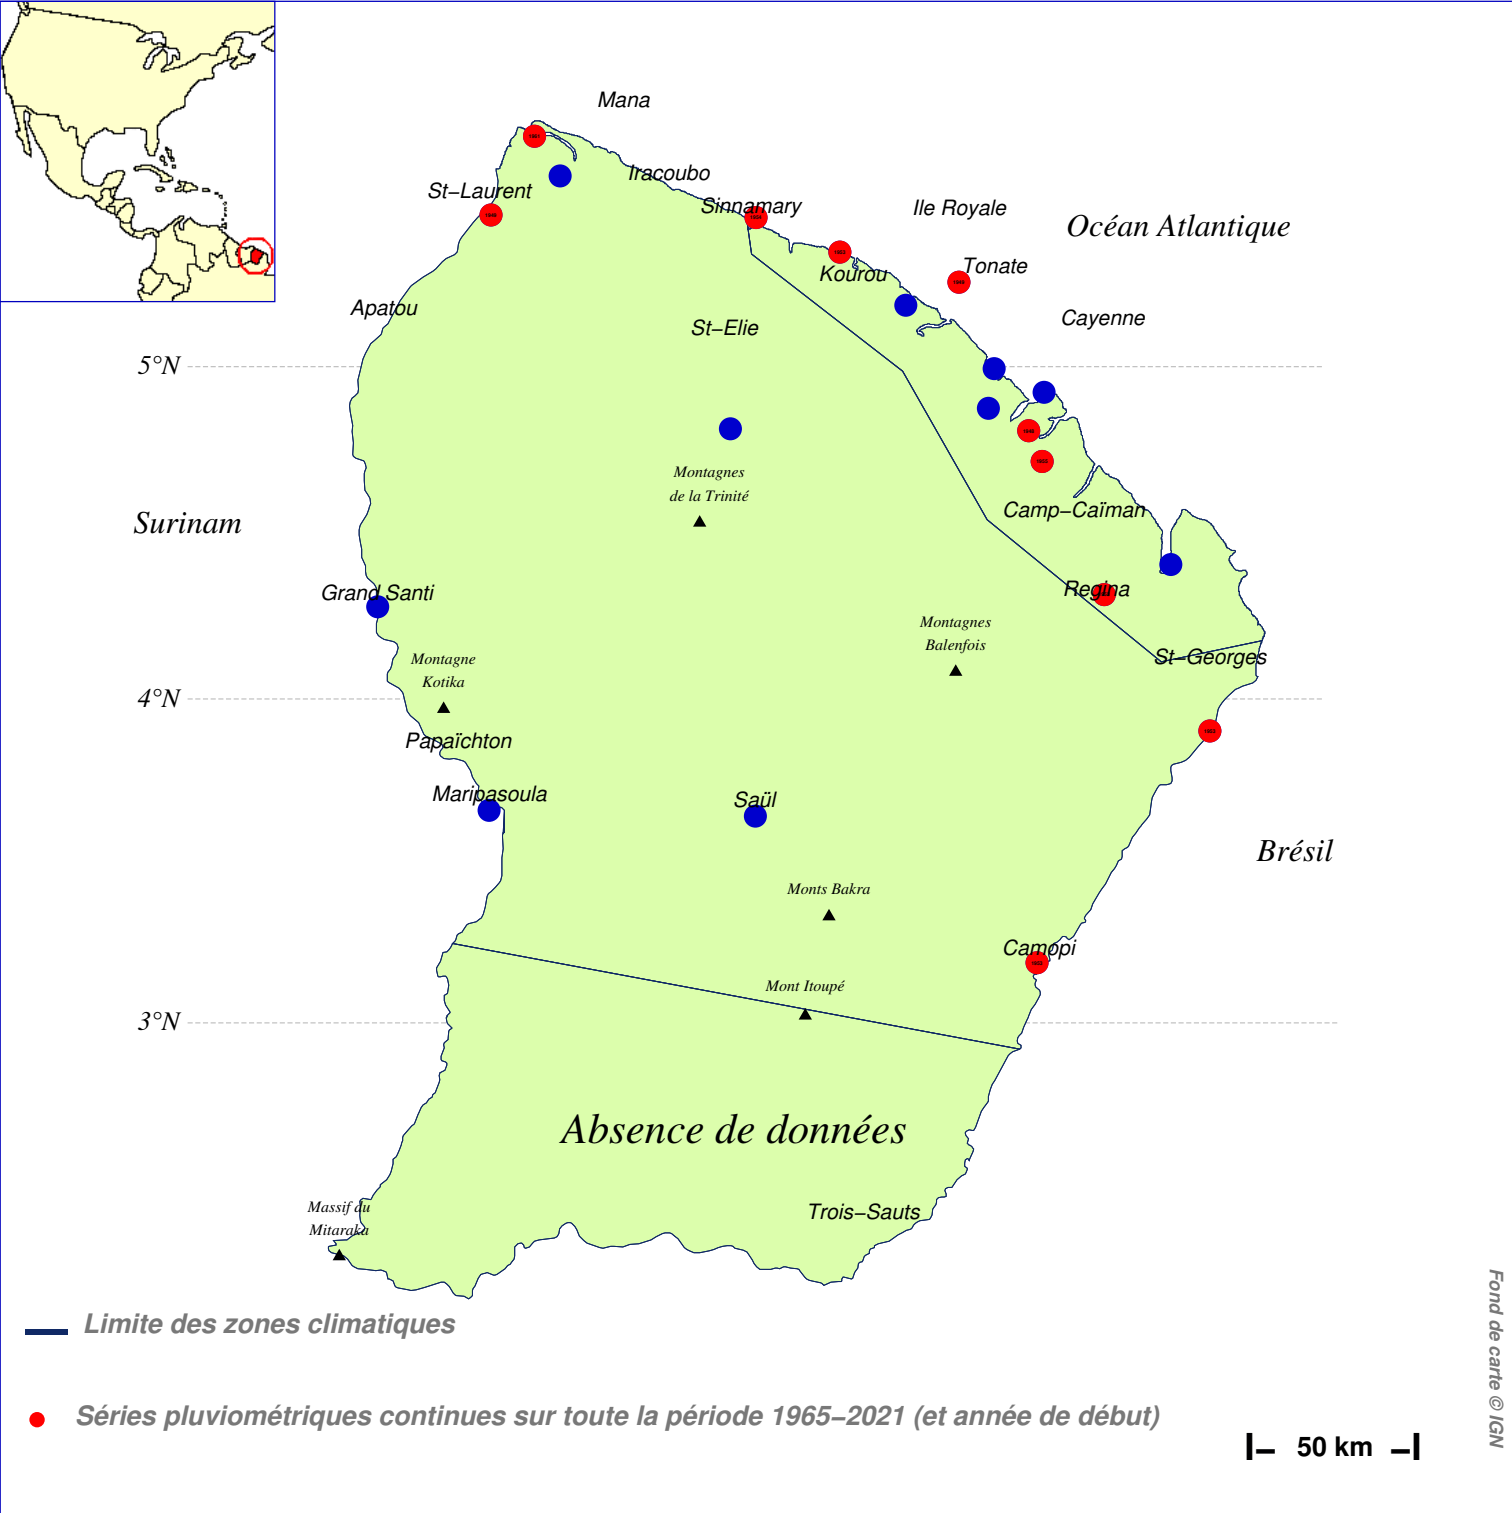 Mana
Iracoubo
St–Laurent
Sinnamary
Ile Royale
Océan Atlantique
Tonate
Kourou
Apatou
Cayenne
St–Elie
5°N
Montagnes
de la Trinité
Camp–Caïman
Surinam
Grand Santi
Regina
Montagnes
Balenfois
Montagne
Kotika
St–Georges
4°N
Papaïchton
Maripasoula
Saül
Brésil
Monts Bakra
Camopi
Mont Itoupé
3°N
Absence de données
Massif du
Mitaraka
Trois–Sauts
Limite des zones climatiques
Séries pluviométriques continues sur toute la période 1965–2021 (et année de début)
50 km
Fond de carte © IGN